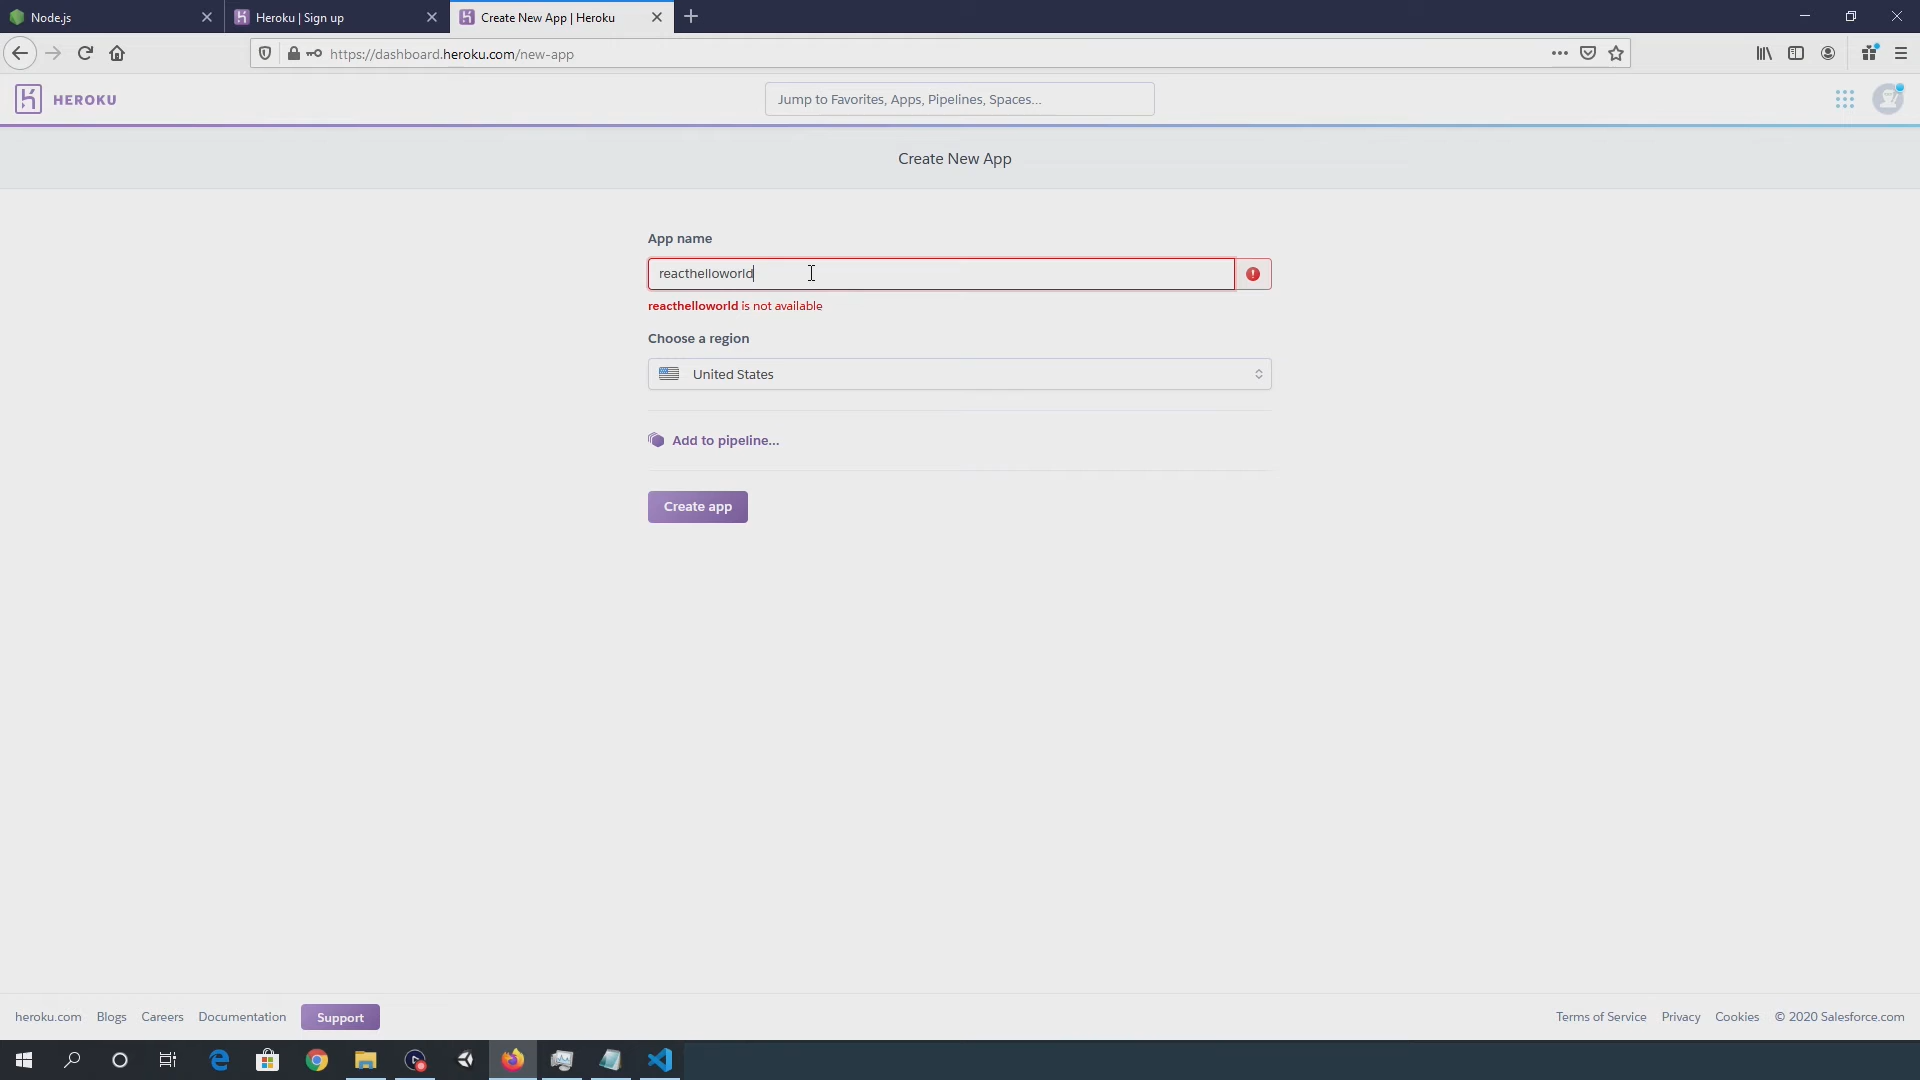 Node.js
Heroku | Sign up
Create New App | Heroku
https://dashboard.heroku.com/new-app
HEROKU
Jump to Favorites, Apps, Pipelines, Spaces...
Create New App
App name
reacthelloworld
reacthelloworld is not available
Choose a region
United States
Add to pipeline...
Create app
heroku.com Blogs Careers Documentation Support Terms of Service Privacy Cookies © 2020 Salesforce.com